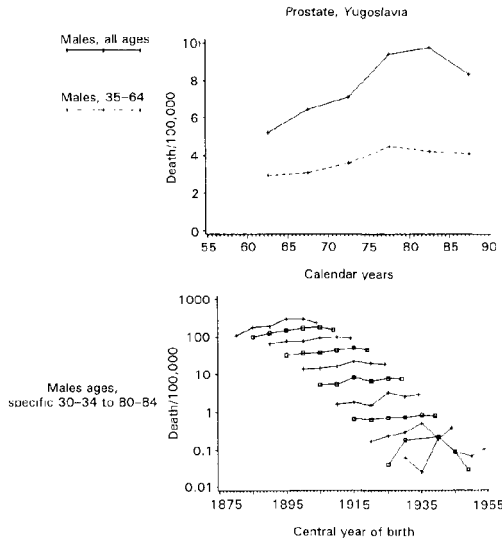 Prostate, Yugoslavia
Males, all ages
Males, 35–64
Death/100,000
10
8
6
4
2
0
55 65 70 75 80 85 90
Calendar years
Males ages,
specific 30–34 to 80–84
Death/100,000
1000
100
10
1
0.1
0.01
1875 1895 1915 1935 1955
Central year of birth